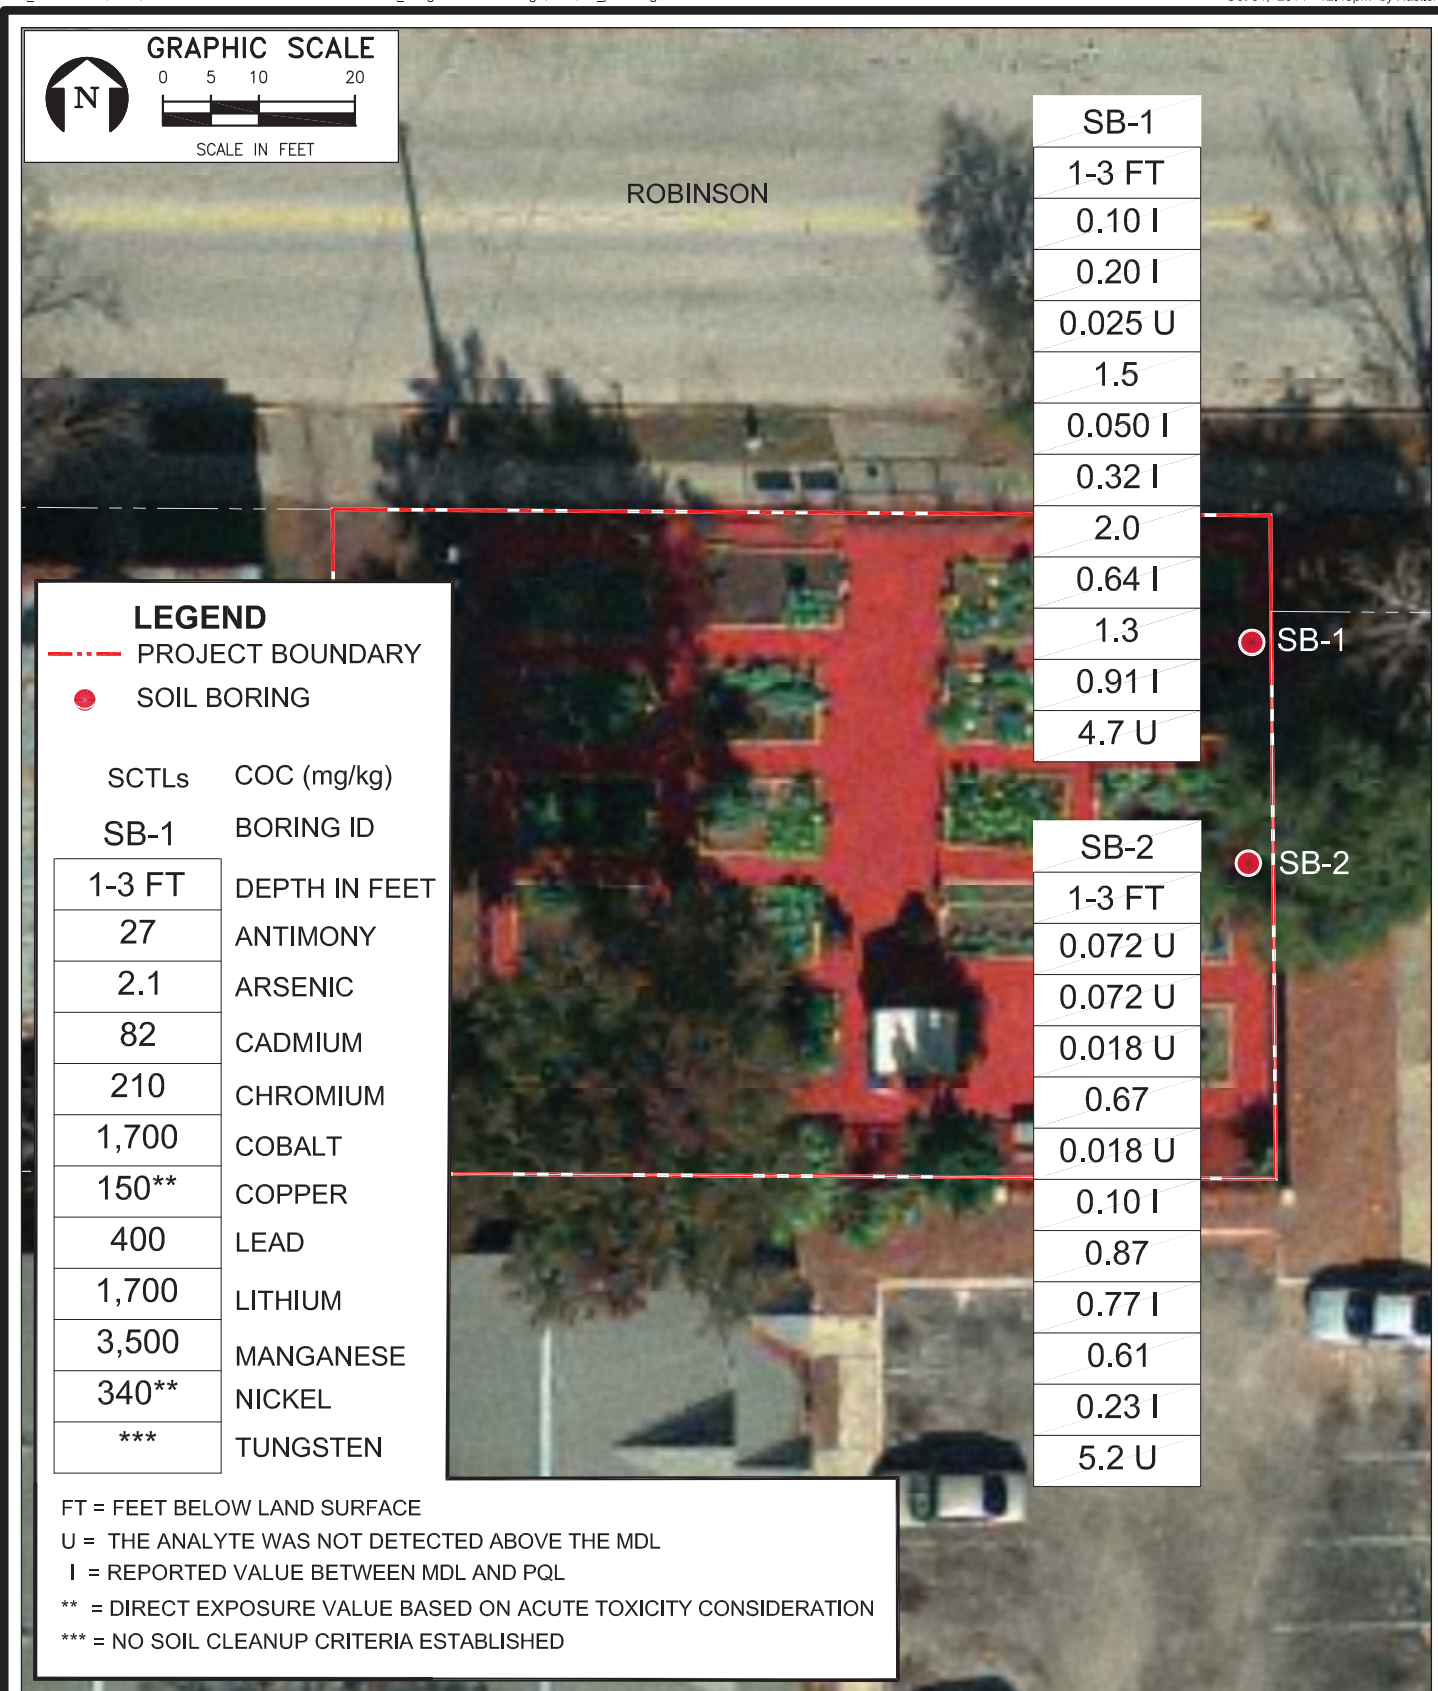 GRAPHIC SCALE
N
0 5 10 20
SCALE IN FEET
ROBINSON
SB-1
1-3 FT
0.10 I
0.20 I
0.025 U
1.5
0.050 I
0.32 I
2.0
0.64 I
1.3
0.91 I
4.7 U
SB-1
SB-2
SB-2
1-3 FT
0.072 U
0.072 U
0.018 U
0.67
0.018 U
0.10 I
0.87
0.77 I
0.61
0.23 I
5.2 U
LEGEND
PROJECT BOUNDARY
SOIL BORING
SCTLs COC (mg/kg)
SB-1 BORING ID
1-3 FT DEPTH IN FEET
27 ANTIMONY
2.1 ARSENIC
82 CADMIUM
210 CHROMIUM
1,700 COBALT
150** COPPER
400 LEAD
1,700 LITHIUM
3,500 MANGANESE
340** NICKEL
*** TUNGSTEN
FT = FEET BELOW LAND SURFACE
U = THE ANALYTE WAS NOT DETECTED ABOVE THE MDL
I = REPORTED VALUE BETWEEN MDL AND PQL
** = DIRECT EXPOSURE VALUE BASED ON ACUTE TOXICITY CONSIDERATION
*** = NO SOIL CLEANUP CRITERIA ESTABLISHED